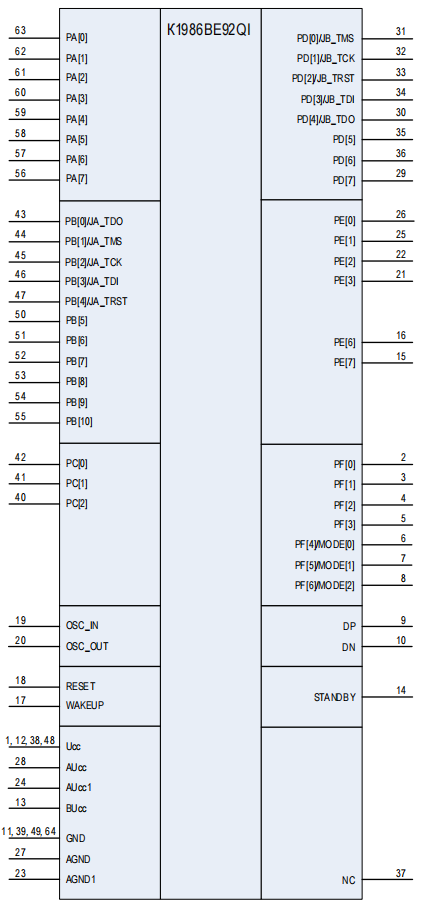 K1986BE92QI
63 PA[0]
62 PA[1]
61 PA[2]
60 PA[3]
59 PA[4]
58 PA[5]
57 PA[6]
56 PA[7]
43 PB[0]/JA_TDO
44 PB[1]/JA_TMS
45 PB[2]/JA_TCK
46 PB[3]/JA_TDI
47 PB[4]/JA_TRST
50 PB[5]
51 PB[6]
52 PB[7]
53 PB[8]
54 PB[9]
55 PB[10]
42 PC[0]
41 PC[1]
40 PC[2]
19 OSC_IN
20 OSC_OUT
18 RESET
17 WAKEUP
1, 12, 38, 48 Ucc
28 AUcc
24 AUcc1
13 BUcc
11, 39, 49, 64 GND
27 AGND
23 AGND1
PD[0]/JB_TMS 31
PD[1]/JB_TCK 32
PD[2]/JB_TRST 33
PD[3]/JB_TDI 34
PD[4]/JB_TDO 30
PD[5] 35
PD[6] 36
PD[7] 29
PE[0] 26
PE[1] 25
PE[2] 22
PE[3] 21
PE[6] 16
PE[7] 15
PF[0] 2
PF[1] 3
PF[2] 4
PF[3] 5
PF[4]/MODE[0] 6
PF[5]/MODE[1] 7
PF[6]/MODE[2] 8
DP 9
DN 10
STANDBY 14
NC 37